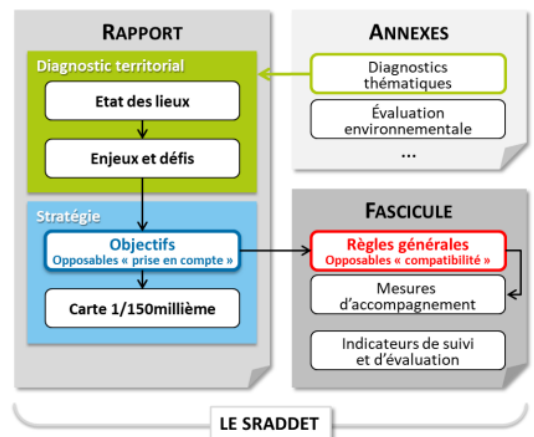 RAPPORT
Diagnostic territorial
Etat des lieux
Enjeux et défis
Stratégie
Objectifs
Opposables « prise en compte »
Carte 1/150millième
ANNEXES
Diagnostics
thématiques
Évaluation
environnementale
...
FASCICULE
Règles générales
Opposables « compatibilité »
Mesures
d'accompagnement
Indicateurs de suivi
et d'évaluation
LE SRADDET